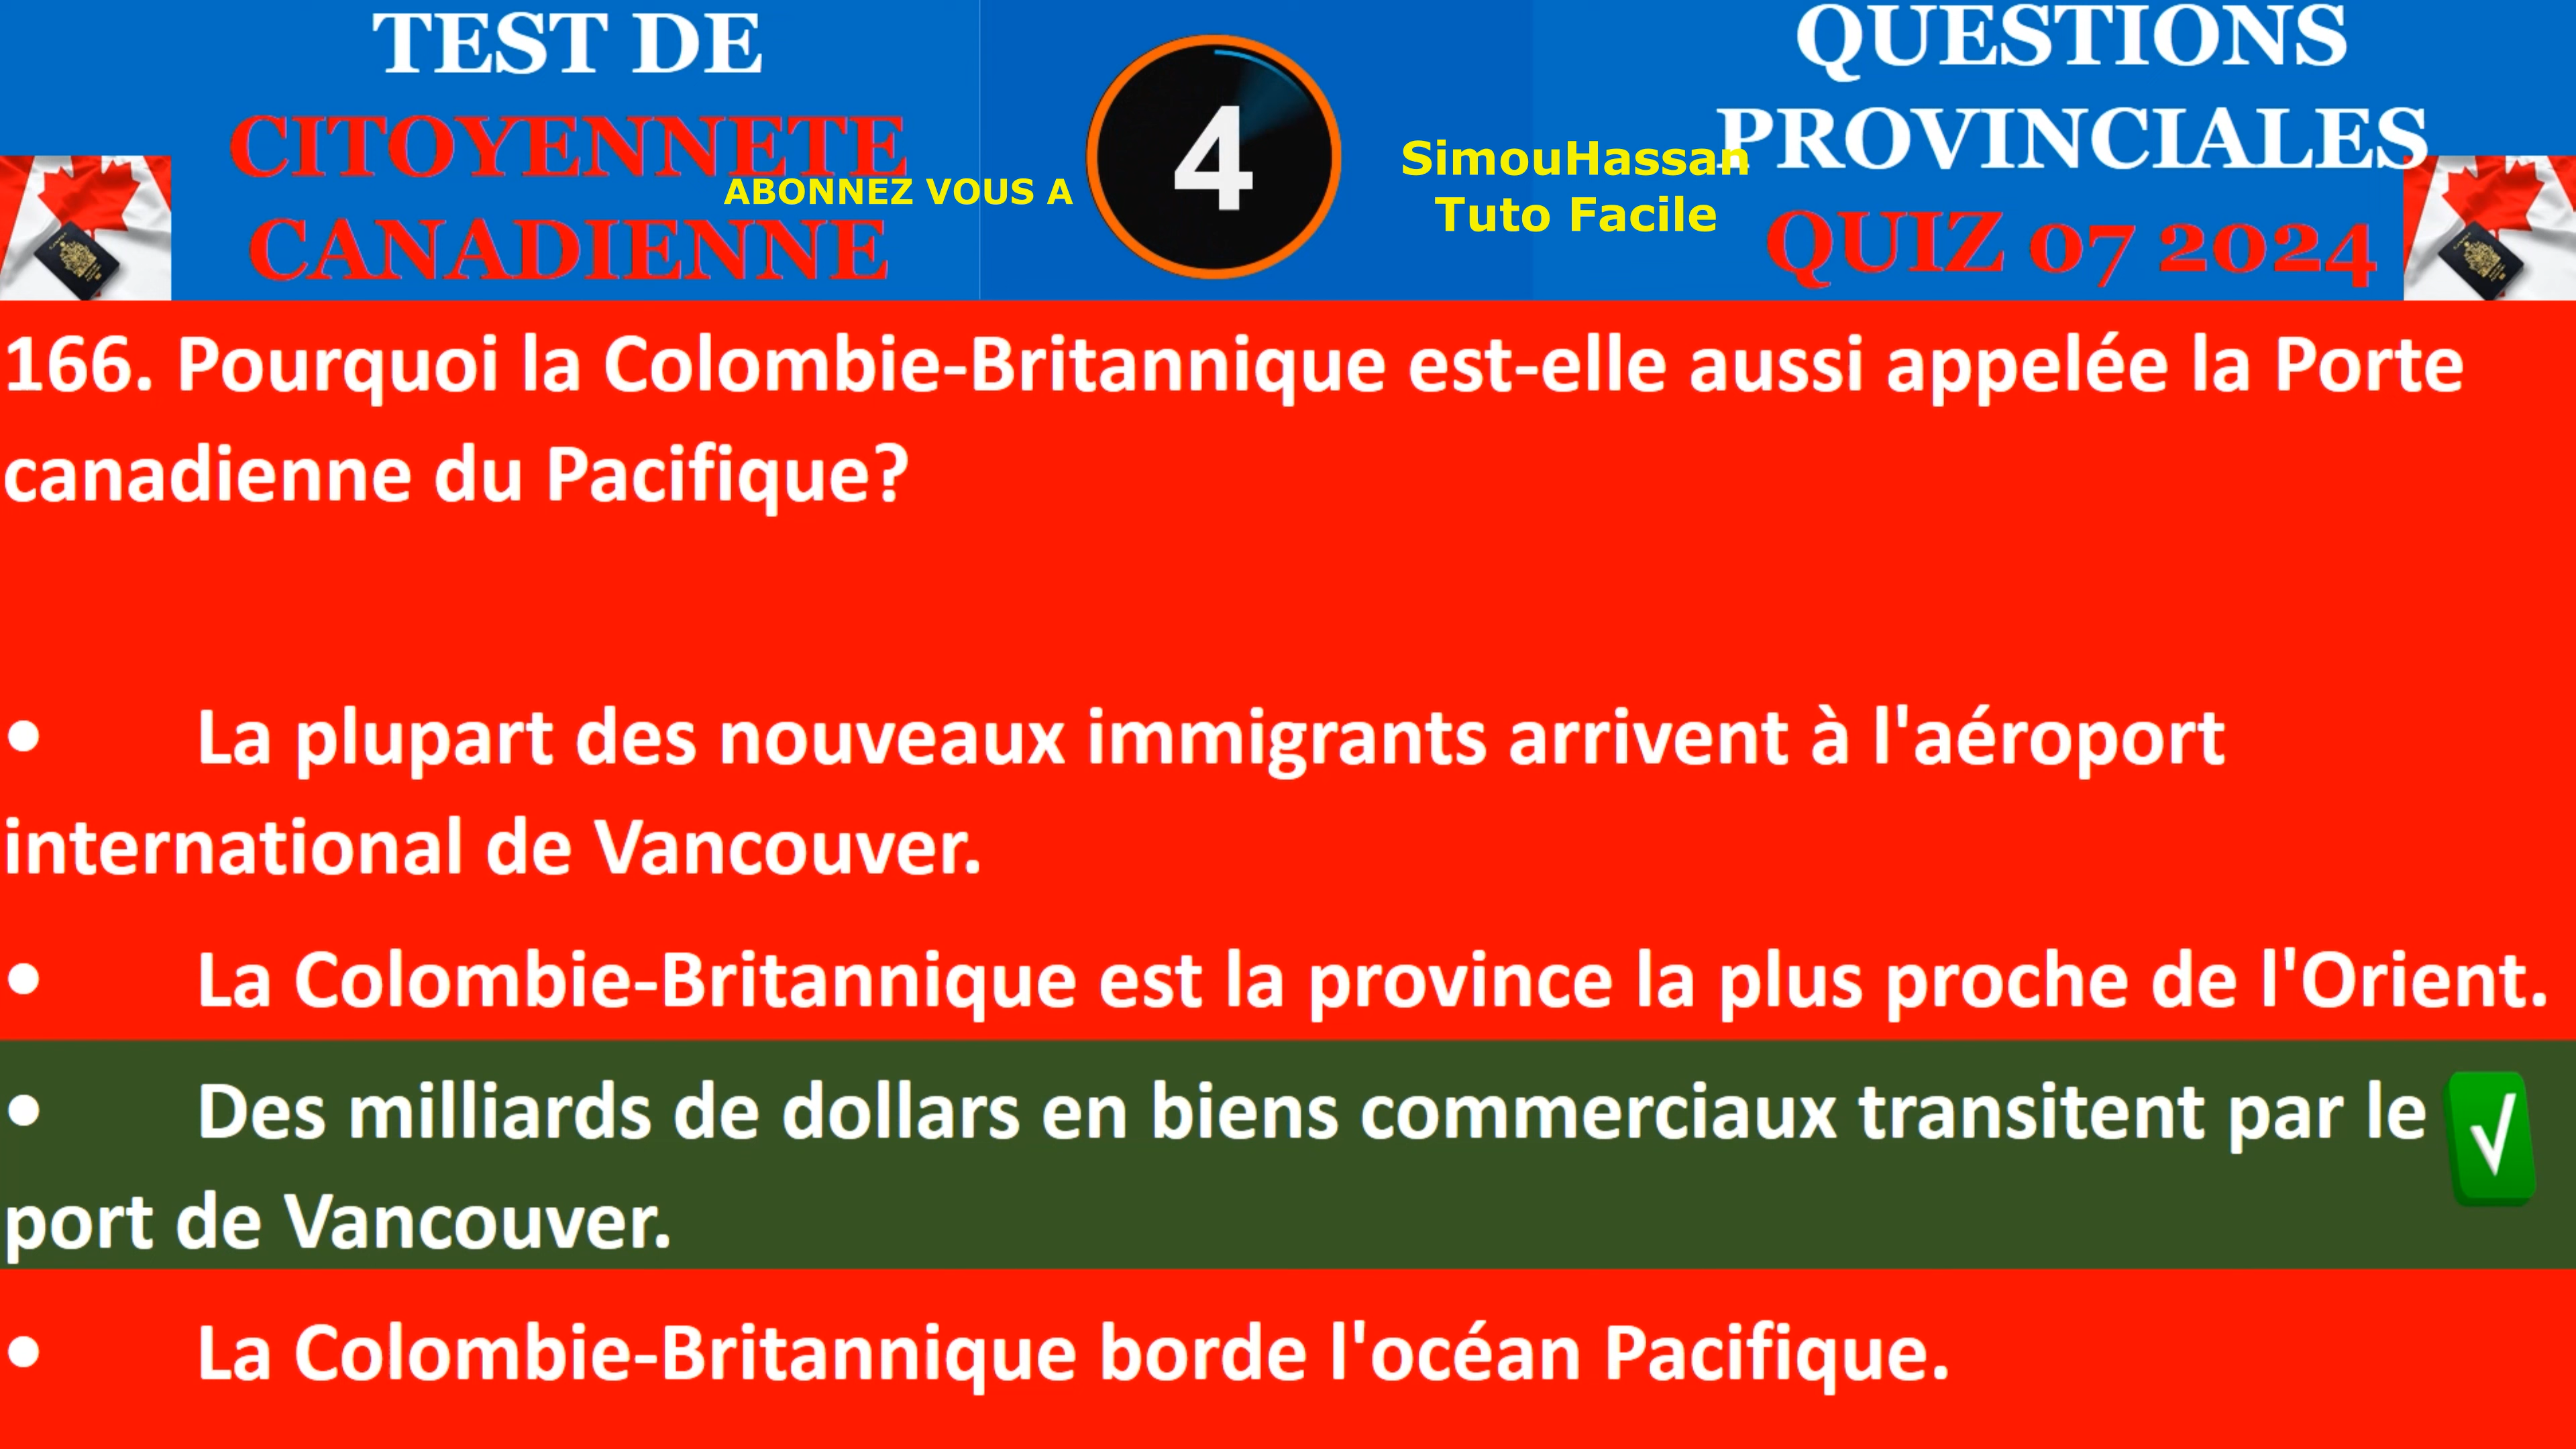 TEST DE
CITOYENNETE
CANADIENNE
ABONNEZ VOUS A
4
SimouHassan
Tuto Facile
QUESTIONS
PROVINCIALES
QUIZ 07 2024
166. Pourquoi la Colombie-Britannique est-elle aussi appelée la Porte
canadienne du Pacifique?
• La plupart des nouveaux immigrants arrivent à l'aéroport
international de Vancouver.
• La Colombie-Britannique est la province la plus proche de l'Orient.
• Des milliards de dollars en biens commerciaux transitent par le
port de Vancouver.
• La Colombie-Britannique borde l'océan Pacifique.